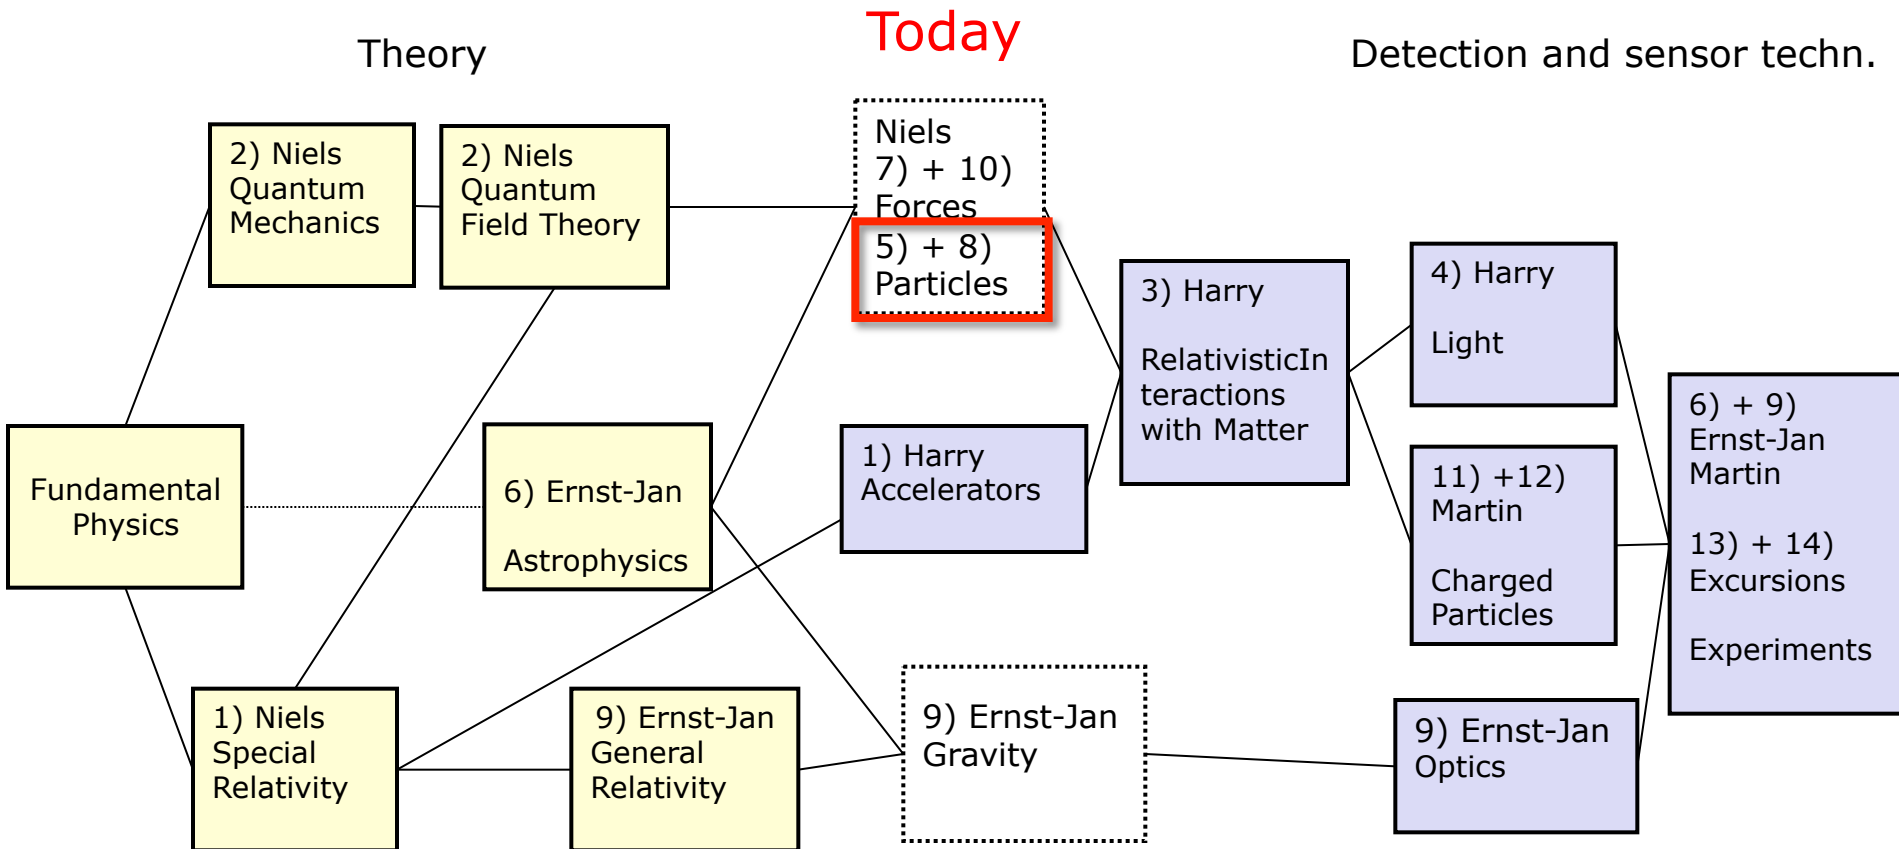 Theory
Today
Detection and sensor techn.
2) Niels
Quantum
Mechanics
2) Niels
Quantum
Field Theory
Niels
7) + 10)
Forces
5) + 8)
Particles
3) Harry
RelativisticIn
teractions
with Matter
4) Harry
Light
Fundamental
Physics
6) Ernst-Jan
Astrophysics
1) Harry
Accelerators
11) +12)
Martin
Charged
Particles
6) + 9)
Ernst-Jan
Martin
13) + 14)
Excursions
Experiments
1) Niels
Special
Relativity
9) Ernst-Jan
General
Relativity
9) Ernst-Jan
Gravity
9) Ernst-Jan
Optics